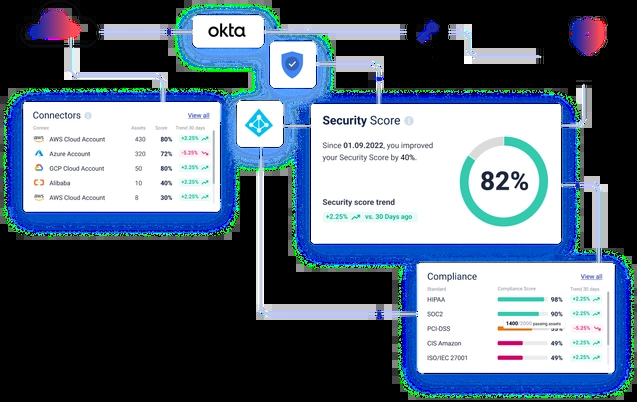 okta
Connectors
View all
Connec Assets Score Trend 30 days
aws AWS Cloud Account 430 80% +2.25%
Azure Account 320 72% -5.25%
GCP Cloud Account 50 80% +2.25%
Alibaba 10 40% +2.25%
aws AWS Cloud Account 8 30% +2.25%
Security Score
Since 01.09.2022, you improved
your Security Score by 40%.
82%
Security score trend
+2.25% vs. 30 Days ago
Compliance
View all
Standard Compliance Score Trend 30 days
HIPAA 98% +2.25%
SOC2 90% +2.25%
1400/2000 passing assets
PCI-DSS -5.25%
CIS Amazon 49% +2.25%
ISO/IEC 27001 49% +2.25%